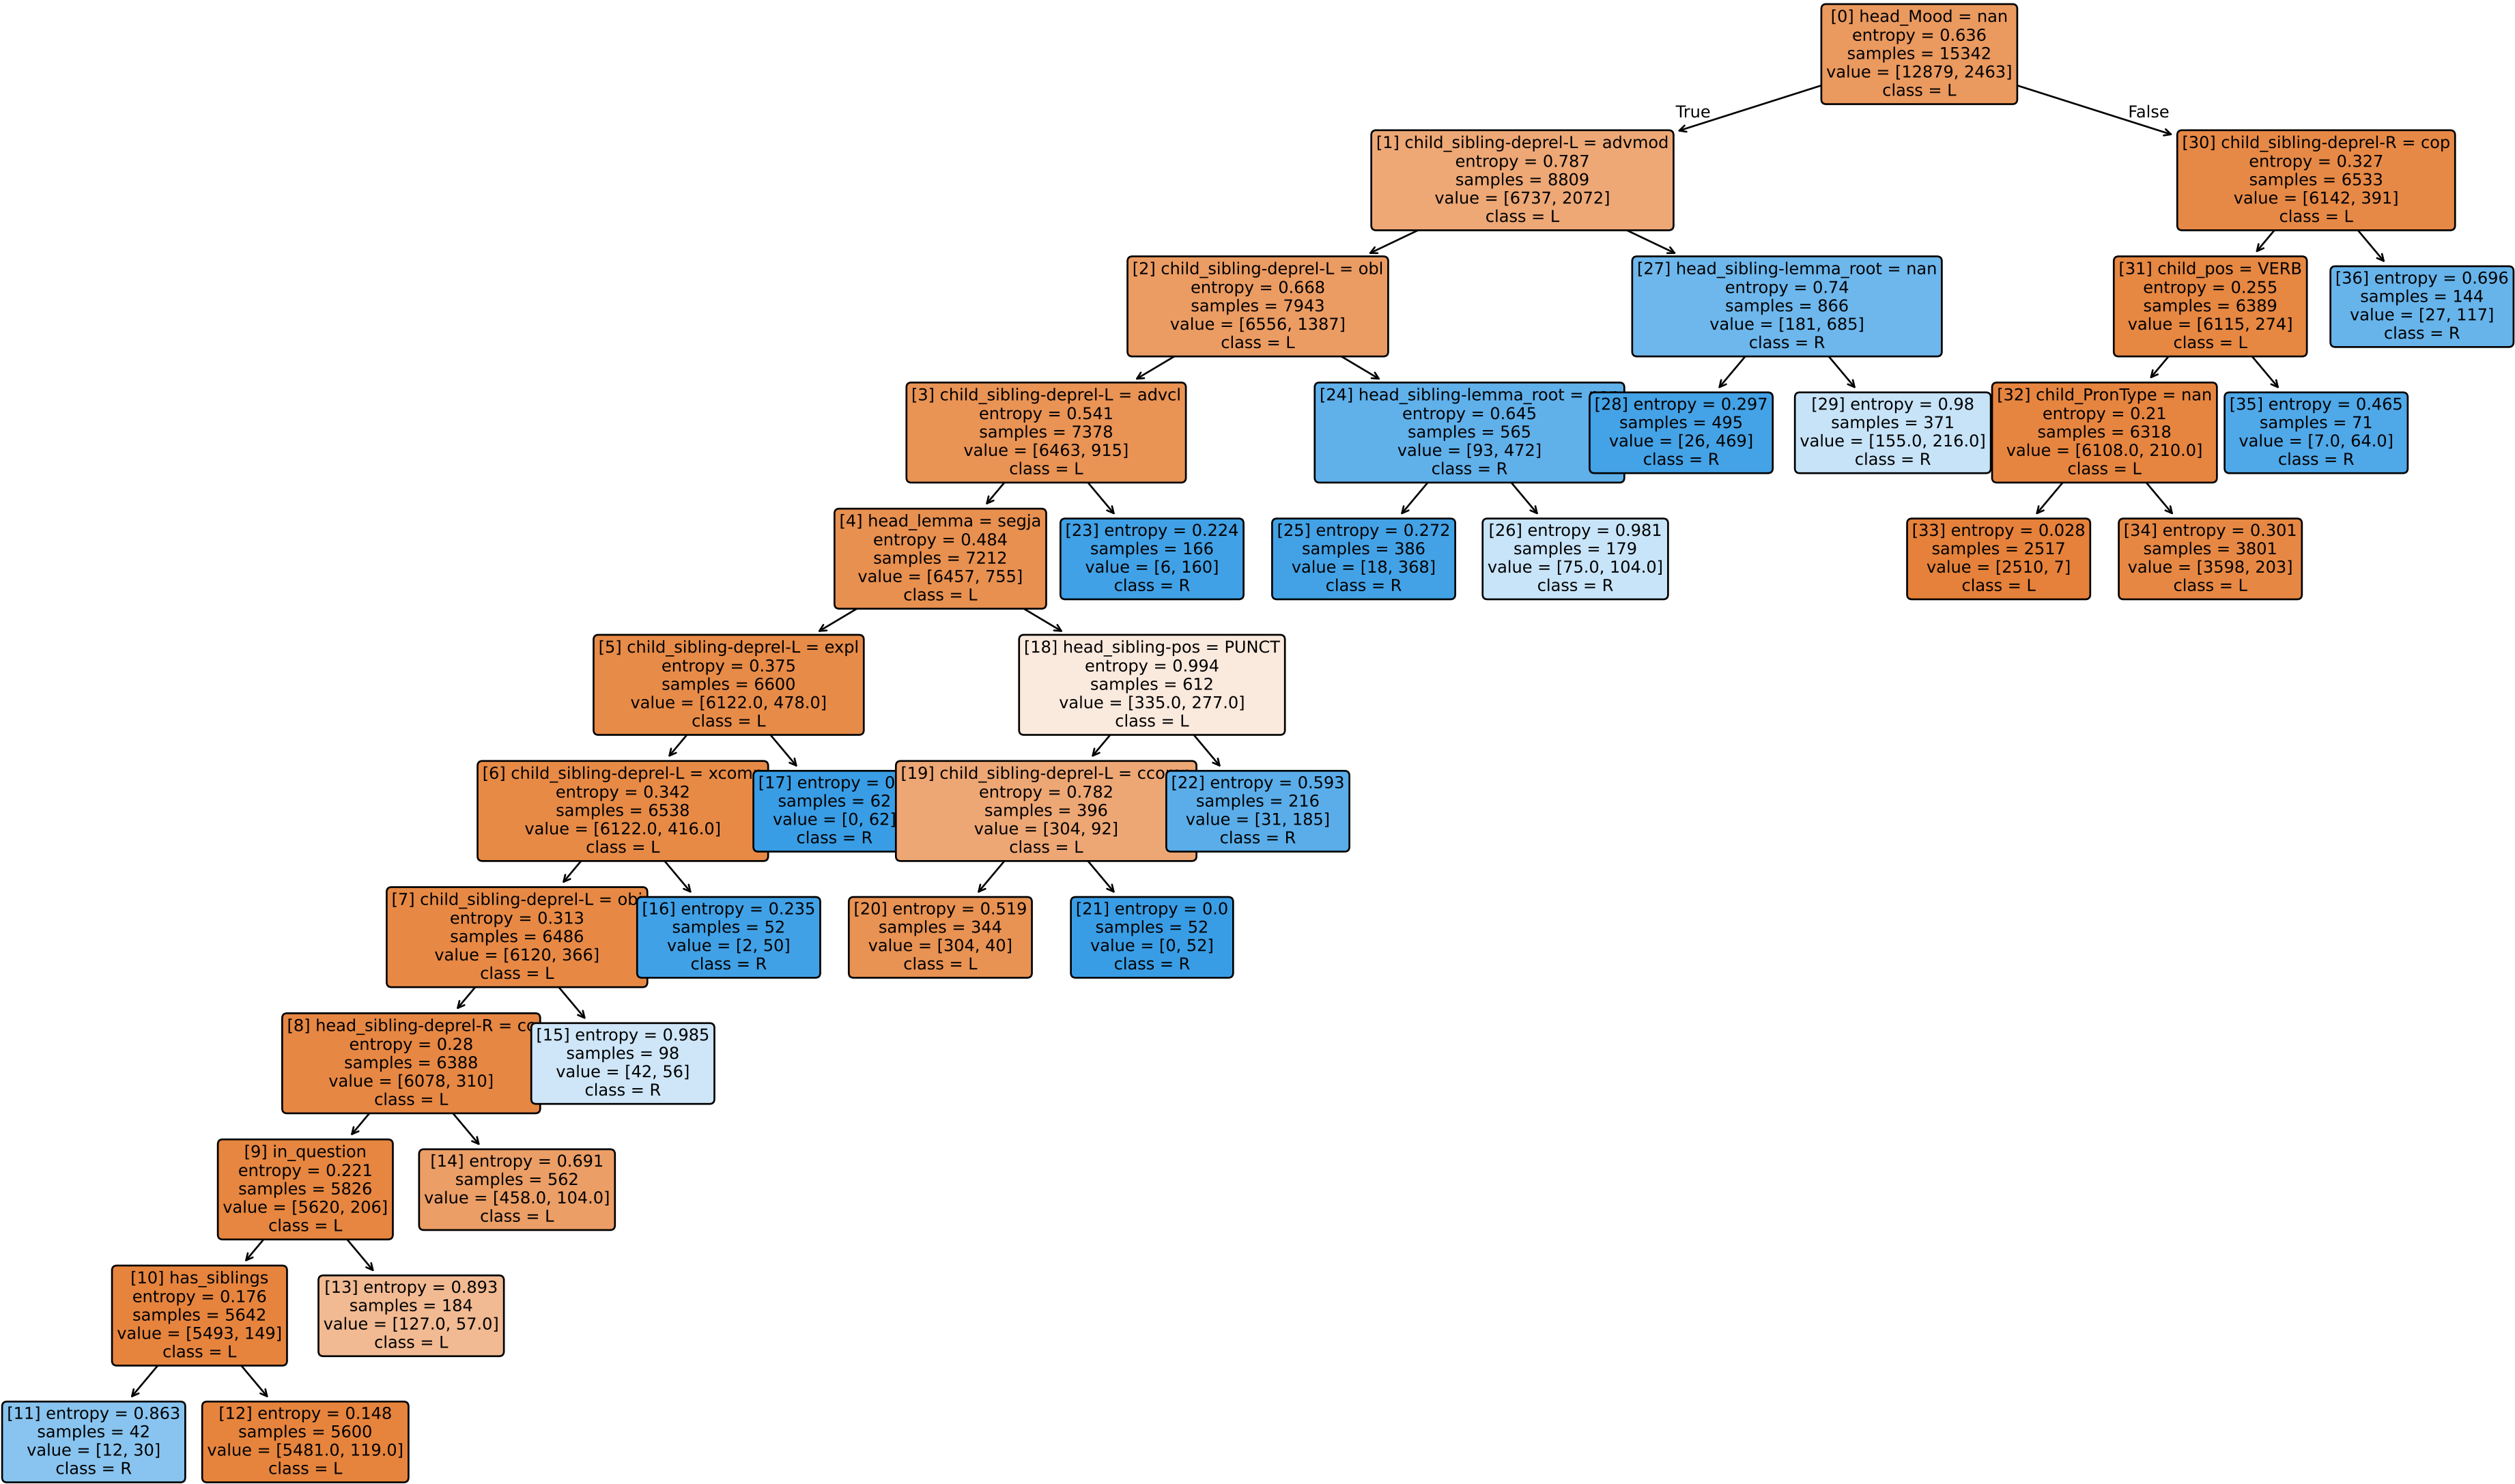 [0] head_Mood = nan
entropy = 0.636
samples = 15342
value = [12879, 2463]
class = L
True
False
[1] child_sibling-deprel-L = advmod
entropy = 0.787
samples = 8809
value = [6737, 2072]
class = L
[30] child_sibling-deprel-R = cop
entropy = 0.327
samples = 6533
value = [6142, 391]
class = L
[2] child_sibling-deprel-L = obl
entropy = 0.668
samples = 7943
value = [6556, 1387]
class = L
[27] head_sibling-lemma_root = nan
entropy = 0.74
samples = 866
value = [181, 685]
class = R
[31] child_pos = VERB
entropy = 0.255
samples = 6389
value = [6115, 274]
class = L
[36] entropy = 0.696
samples = 144
value = [27, 117]
class = R
[3] child_sibling-deprel-L = advcl
entropy = 0.541
samples = 7378
value = [6463, 915]
class = L
[24] head_sibling-lemma_root =
entropy = 0.645
samples = 565
value = [93, 472]
class = R
[28] entropy = 0.297
samples = 495
value = [26, 469]
class = R
[29] entropy = 0.98
samples = 371
value = [155.0, 216.0]
class = R
[32] child_PronType = nan
entropy = 0.21
samples = 6318
value = [6108.0, 210.0]
class = L
[35] entropy = 0.465
samples = 71
value = [7.0, 64.0]
class = R
[4] head_lemma = segja
entropy = 0.484
samples = 7212
value = [6457, 755]
class = L
[23] entropy = 0.224
samples = 166
value = [6, 160]
class = R
[25] entropy = 0.272
samples = 386
value = [18, 368]
class = R
[26] entropy = 0.981
samples = 179
value = [75.0, 104.0]
class = R
[33] entropy = 0.028
samples = 2517
value = [2510, 7]
class = L
[34] entropy = 0.301
samples = 3801
value = [3598, 203]
class = L
[5] child_sibling-deprel-L = expl
entropy = 0.375
samples = 6600
value = [6122.0, 478.0]
class = L
[18] head_sibling-pos = PUNCT
entropy = 0.994
samples = 612
value = [335.0, 277.0]
class = L
[6] child_sibling-deprel-L = xcom
entropy = 0.342
samples = 6538
value = [6122.0, 416.0]
class = L
[17] entropy = 0
samples = 62
value = [0, 62]
class = R
[19] child_sibling-deprel-L = cco
entropy = 0.782
samples = 396
value = [304, 92]
class = L
[22] entropy = 0.593
samples = 216
value = [31, 185]
class = R
[7] child_sibling-deprel-L = ob
entropy = 0.313
samples = 6486
value = [6120, 366]
class = L
[16] entropy = 0.235
samples = 52
value = [2, 50]
class = R
[20] entropy = 0.519
samples = 344
value = [304, 40]
class = L
[21] entropy = 0.0
samples = 52
value = [0, 52]
class = R
[8] head_sibling-deprel-R = cc
entropy = 0.28
samples = 6388
value = [6078, 310]
class = L
[15] entropy = 0.985
samples = 98
value = [42, 56]
class = R
[9] in_question
entropy = 0.221
samples = 5826
value = [5620, 206]
class = L
[14] entropy = 0.691
samples = 562
value = [458.0, 104.0]
class = L
[10] has_siblings
entropy = 0.176
samples = 5642
value = [5493, 149]
class = L
[13] entropy = 0.893
samples = 184
value = [127.0, 57.0]
class = L
[11] entropy = 0.863
samples = 42
value = [12, 30]
class = R
[12] entropy = 0.148
samples = 5600
value = [5481.0, 119.0]
class = L